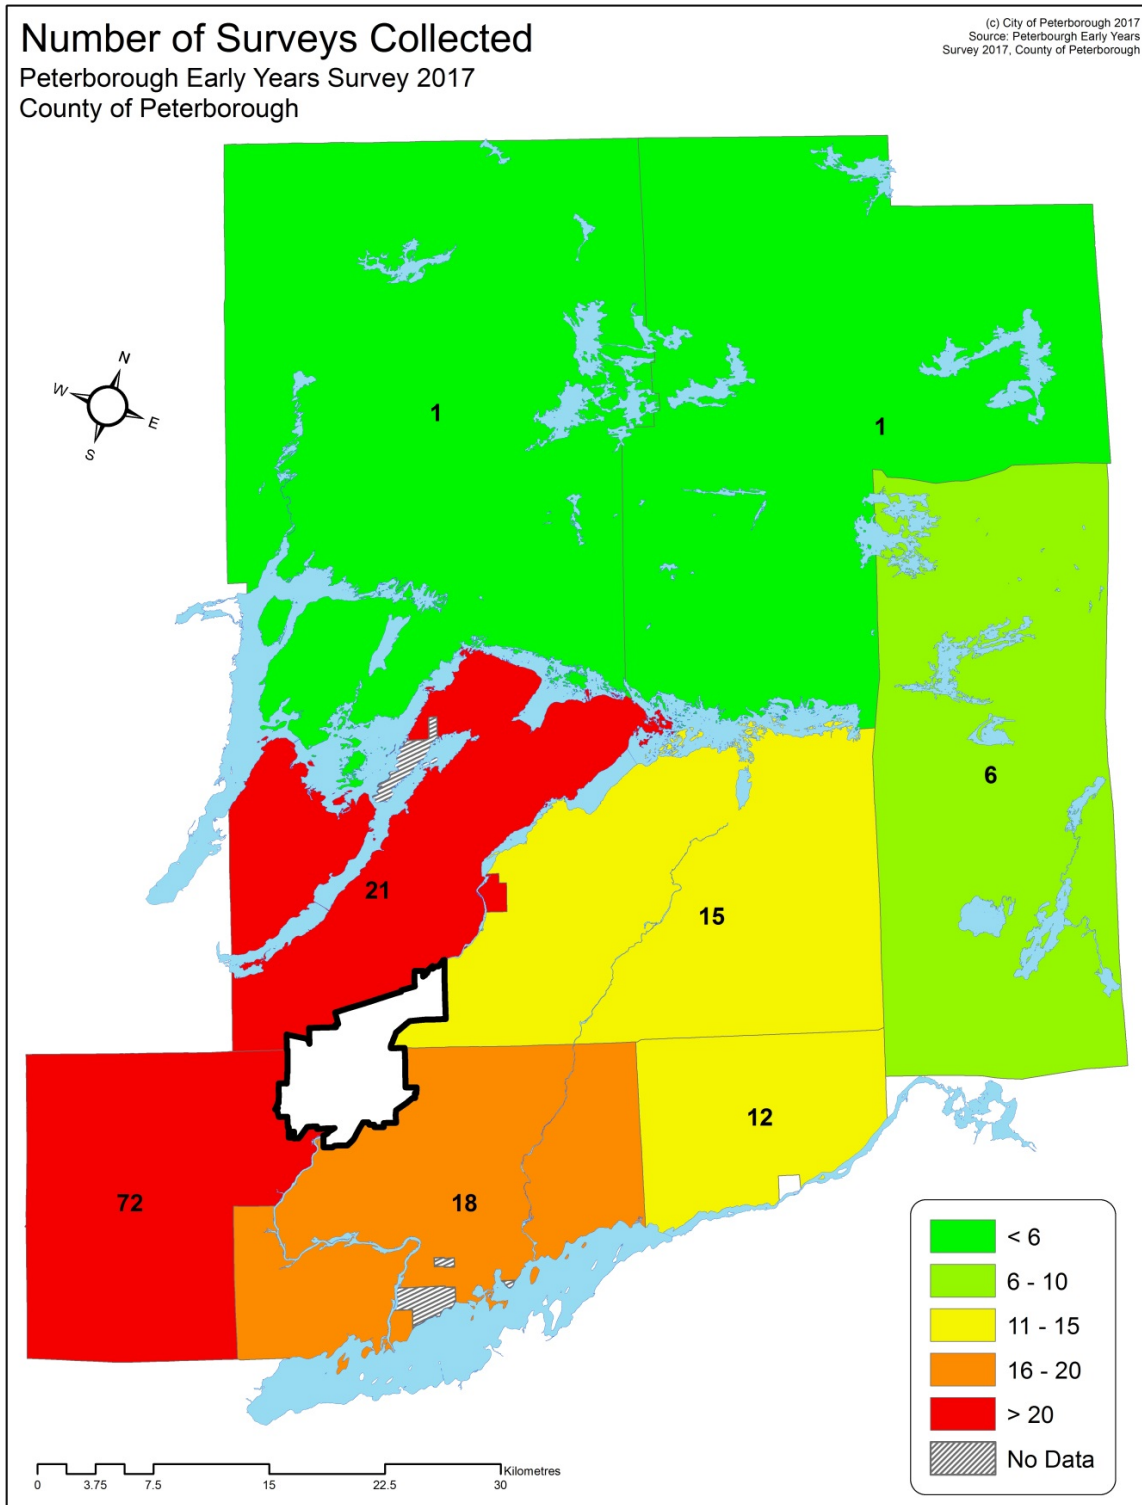 Number of Surveys Collected
Peterborough Early Years Survey 2017
County of Peterborough
(c) City of Peterborough 2017
Source: Peterbourgh Early Years
Survey 2017, County of Peterborough
N
W
E
S
1
1
6
21
15
12
72
18
< 6
6 - 10
11 - 15
16 - 20
> 20
No Data
Kilometres
0 3.75 7.5 15 22.5 30